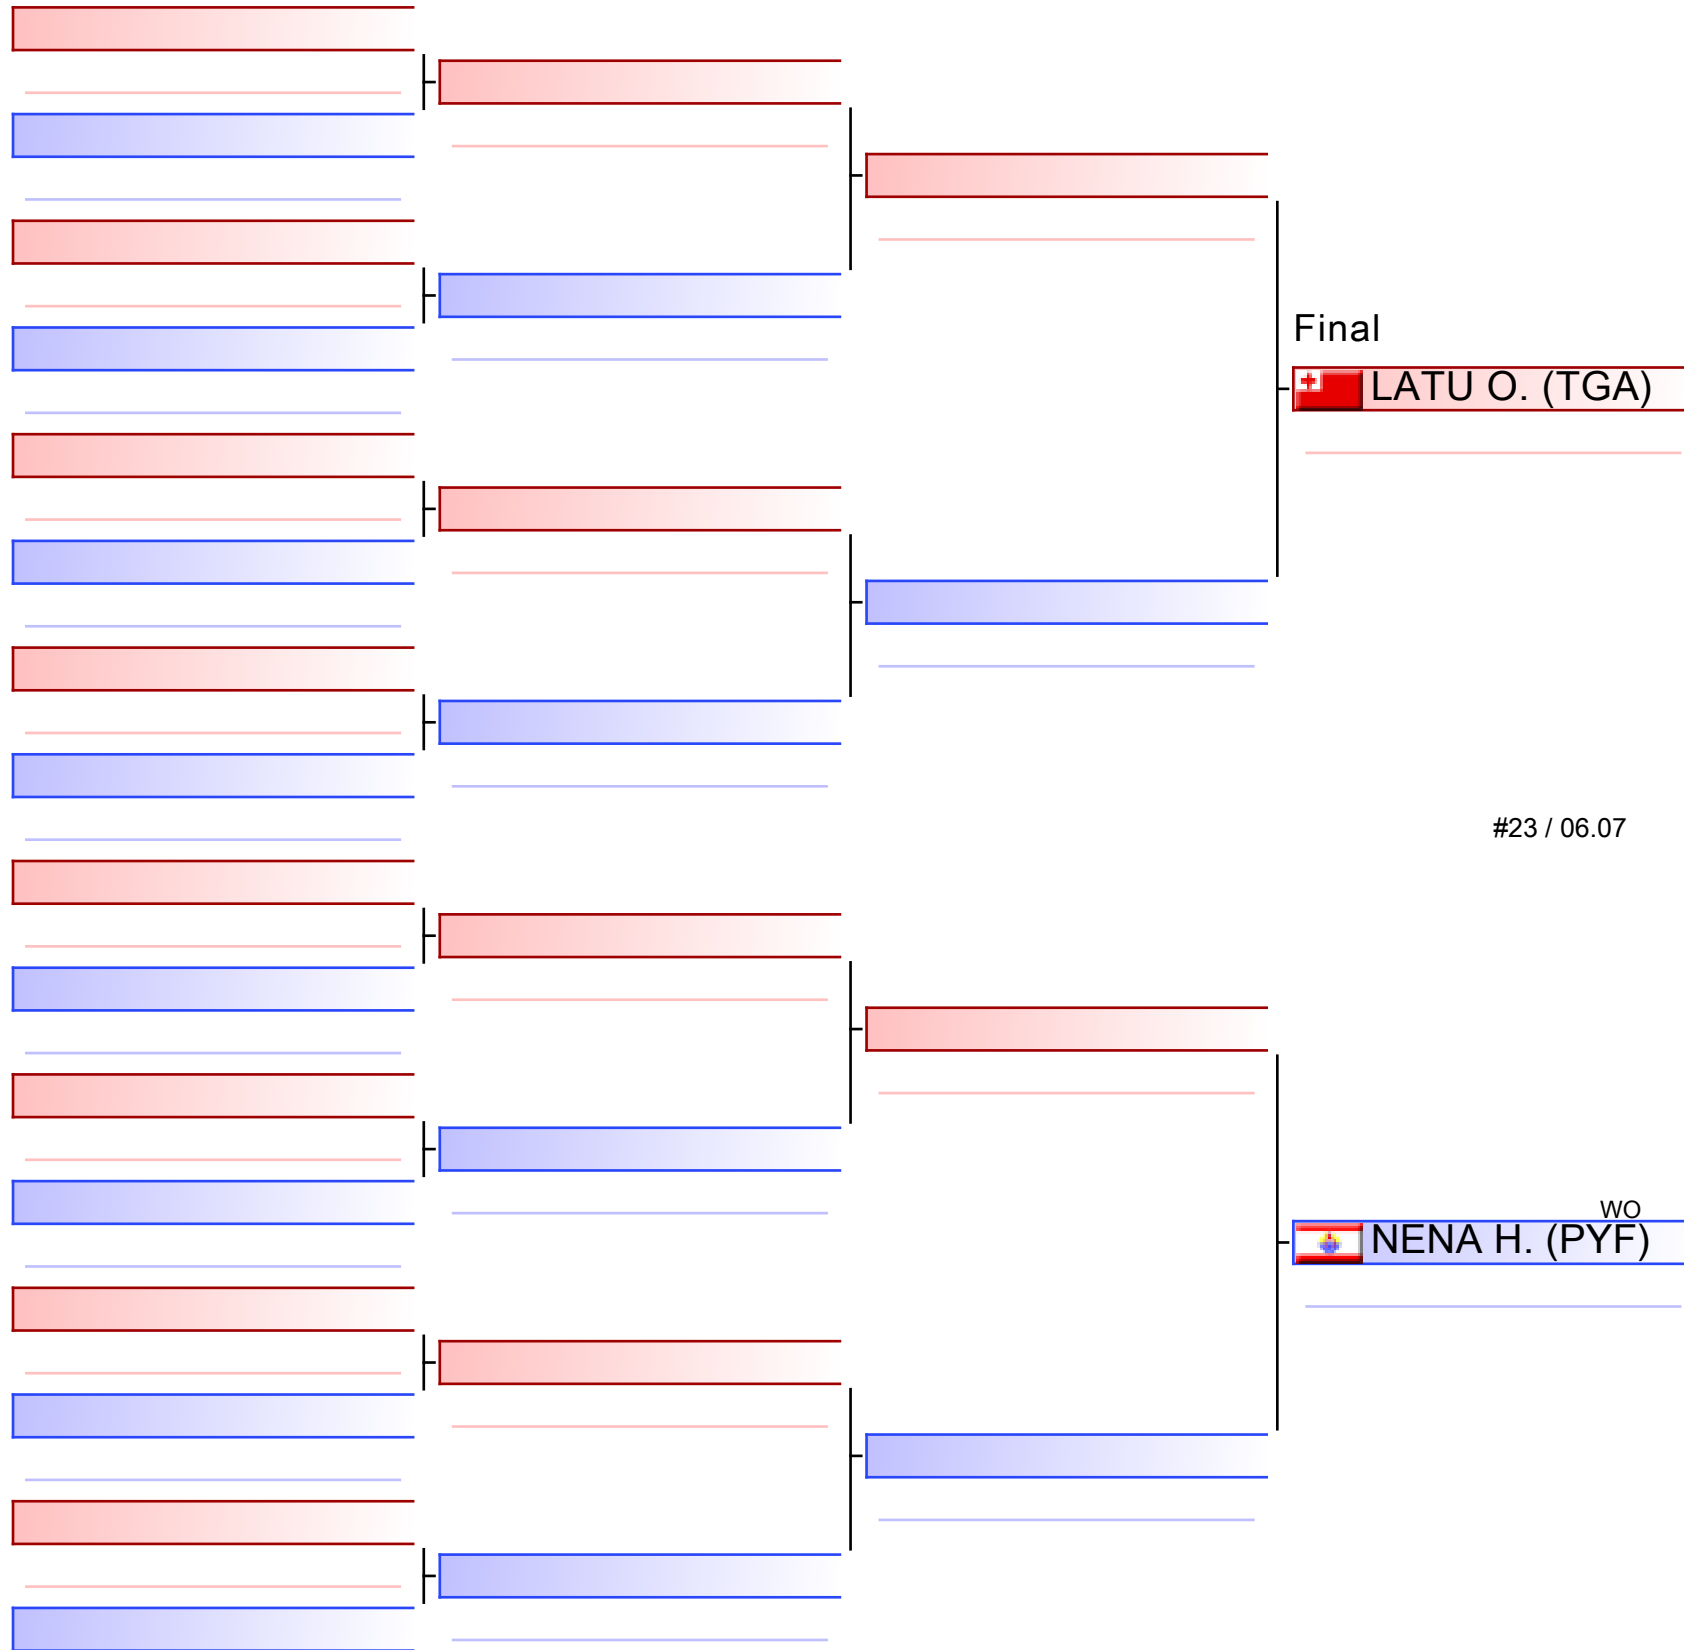 Final
LATU O. (TGA)
#23 / 06.07
WO
NENA H. (PYF)